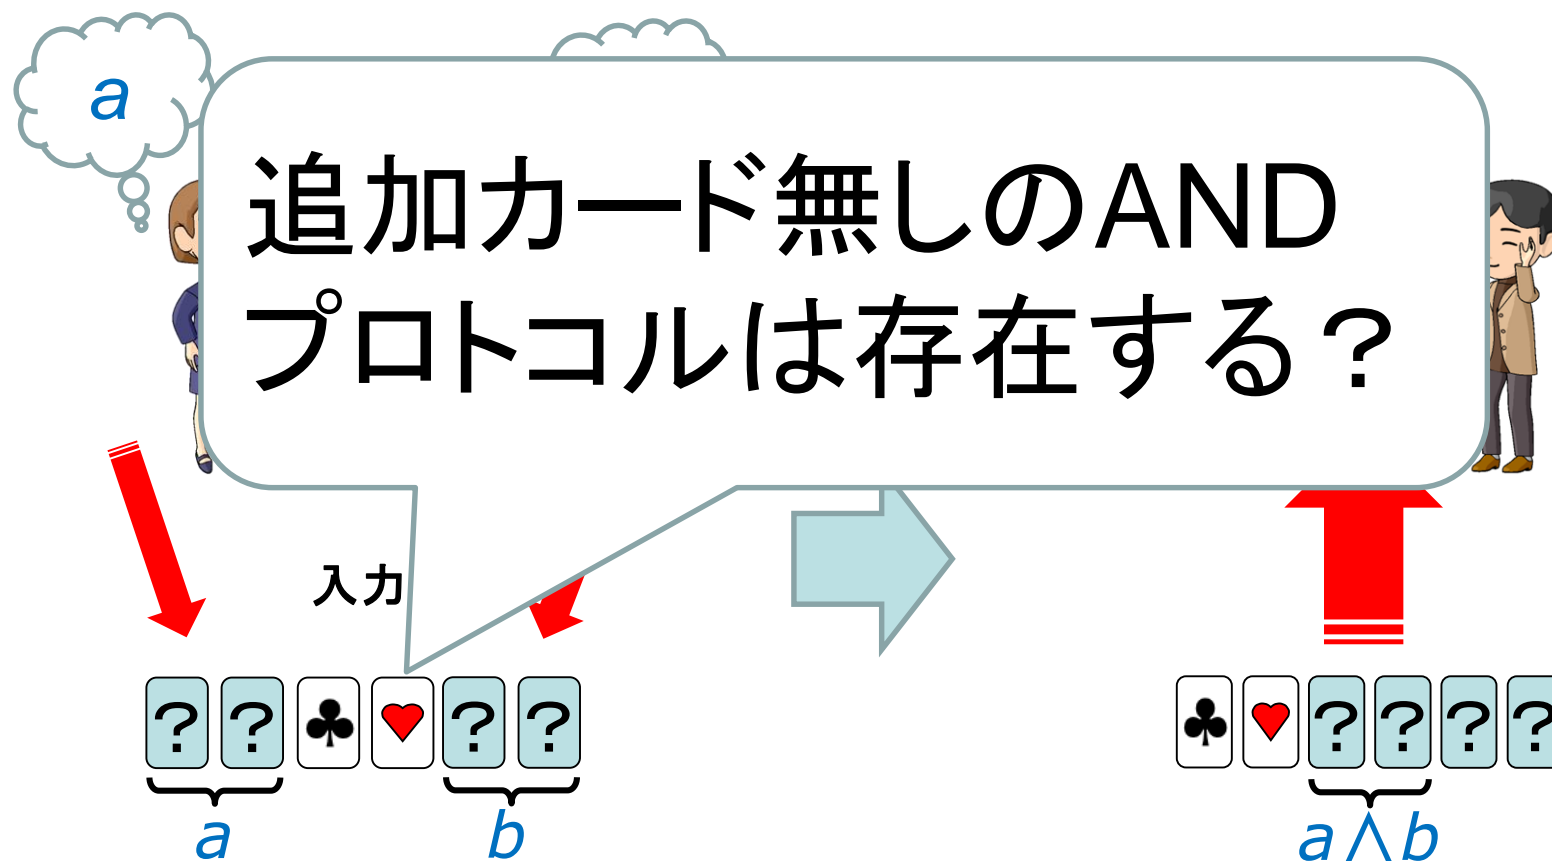 a
追加カード無しのAND
プロトコルは存在する？
入力
? ? ♣ ♥ ? ?
♣ ♥ ? ? ? ?
a b
a∧b